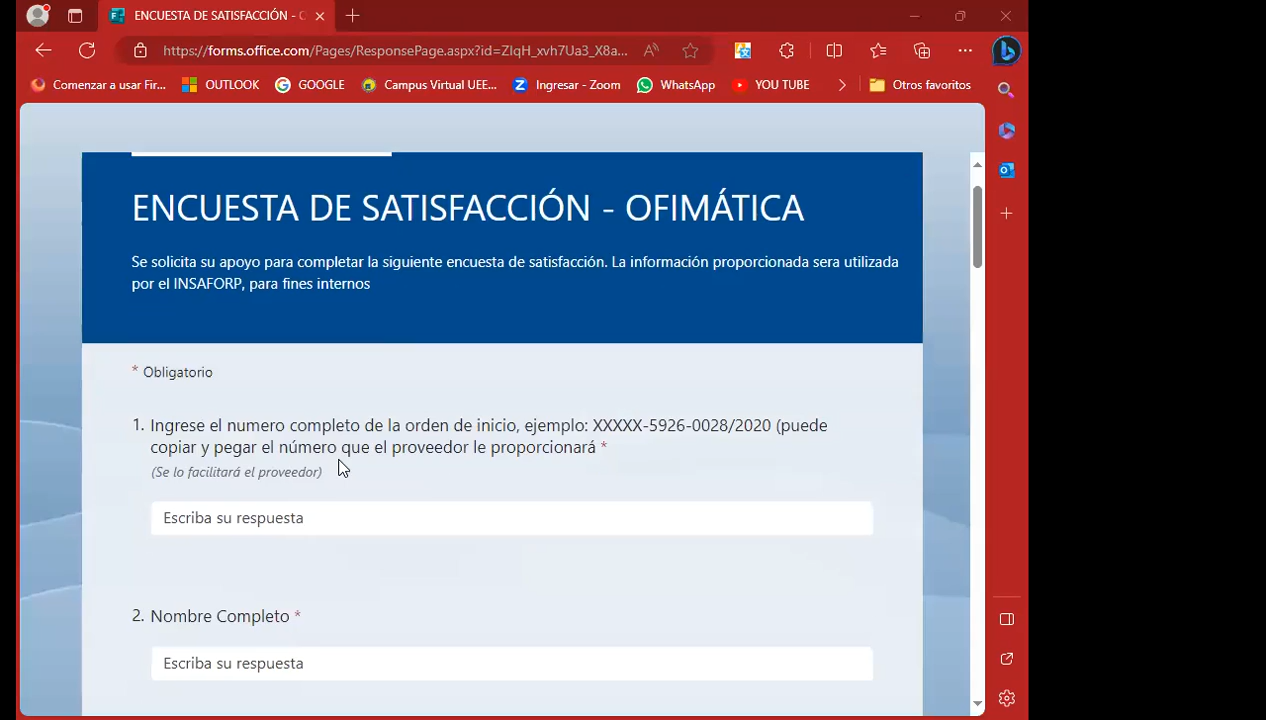 ENCUESTA DE SATISFACCIÓN - O
https://forms.office.com/Pages/ResponsePage.aspx?id=ZIqH_xvh7Ua3_X8a...
Comenzar a usar Fir...
OUTLOOK
GOOGLE
Campus Virtual UEE...
Ingresar - Zoom
WhatsApp
YOU TUBE
Otros favoritos
ENCUESTA DE SATISFACCIÓN - OFIMÁTICA
Se solicita su apoyo para completar la siguiente encuesta de satisfacción. La información proporcionada sera utilizada
por el INSAFORP, para fines internos
* Obligatorio
1. Ingrese el numero completo de la orden de inicio, ejemplo: XXXXX-5926-0028/2020 (puede
copiar y pegar el número que el proveedor le proporcionará *
(Se lo facilitará el proveedor)
Escriba su respuesta
2. Nombre Completo *
Escriba su respuesta